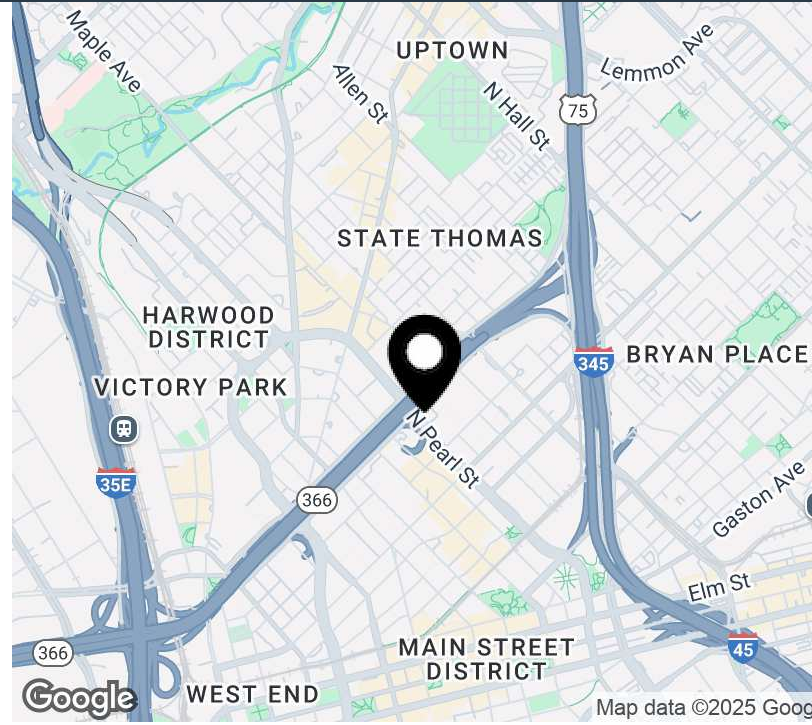 Maple Ave
UPTOWN
Lemmon Ave
Allen St
N Hall St
75
STATE THOMAS
HARWOOD
DISTRICT
345
BRYAN PLACE
VICTORY PARK
N Pearl St
35E
366
Gaston Ave
Elm St
366
MAIN STREET
DISTRICT
45
WEST END
Google
Map data ©2025 Goog